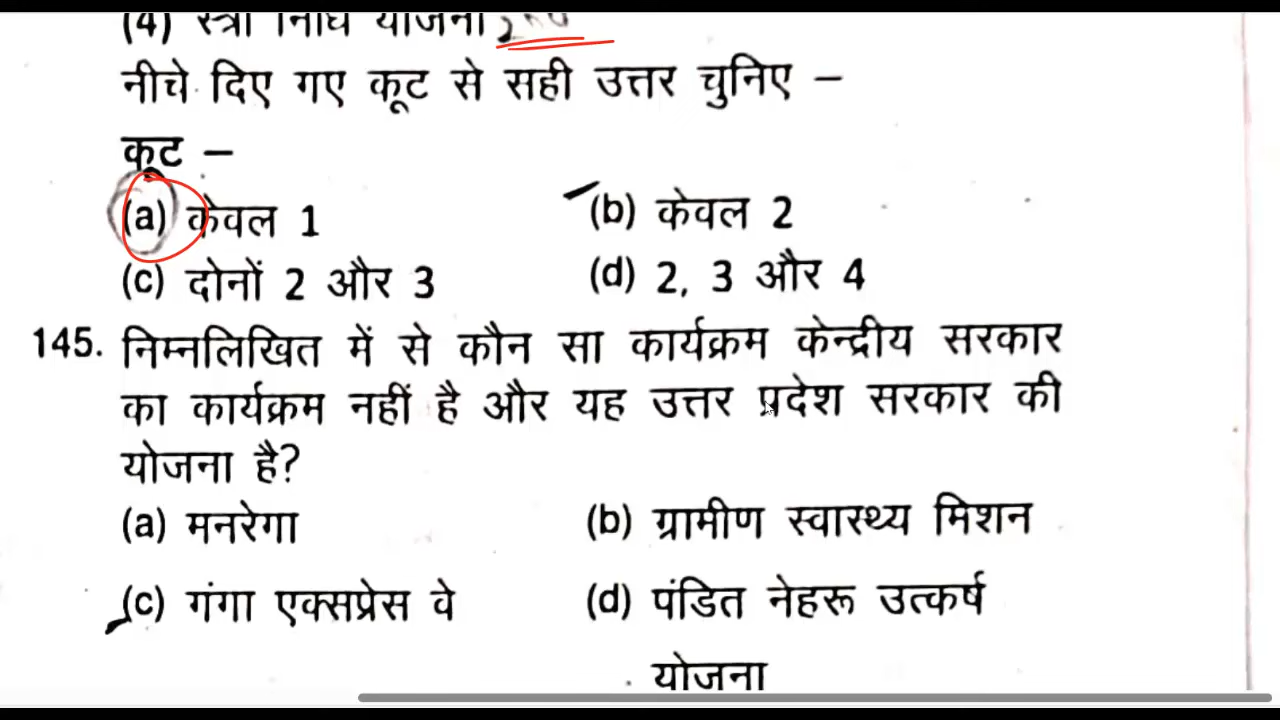 (4) स्त्री निधि योजना
नीचे दिए गए कूट से सही उत्तर चुनिए –
कूट –
(a) केवल 1 (b) केवल 2
(c) दोनों 2 और 3 (d) 2, 3 और 4
145. निम्नलिखित में से कौन सा कार्यक्रम केन्द्रीय सरकार
का कार्यक्रम नहीं है और यह उत्तर प्रदेश सरकार की
योजना है?
(a) मनरेगा (b) ग्रामीण स्वास्थ्य मिशन
(c) गंगा एक्सप्रेस वे (d) पंडित नेहरू उत्कर्ष
योजना